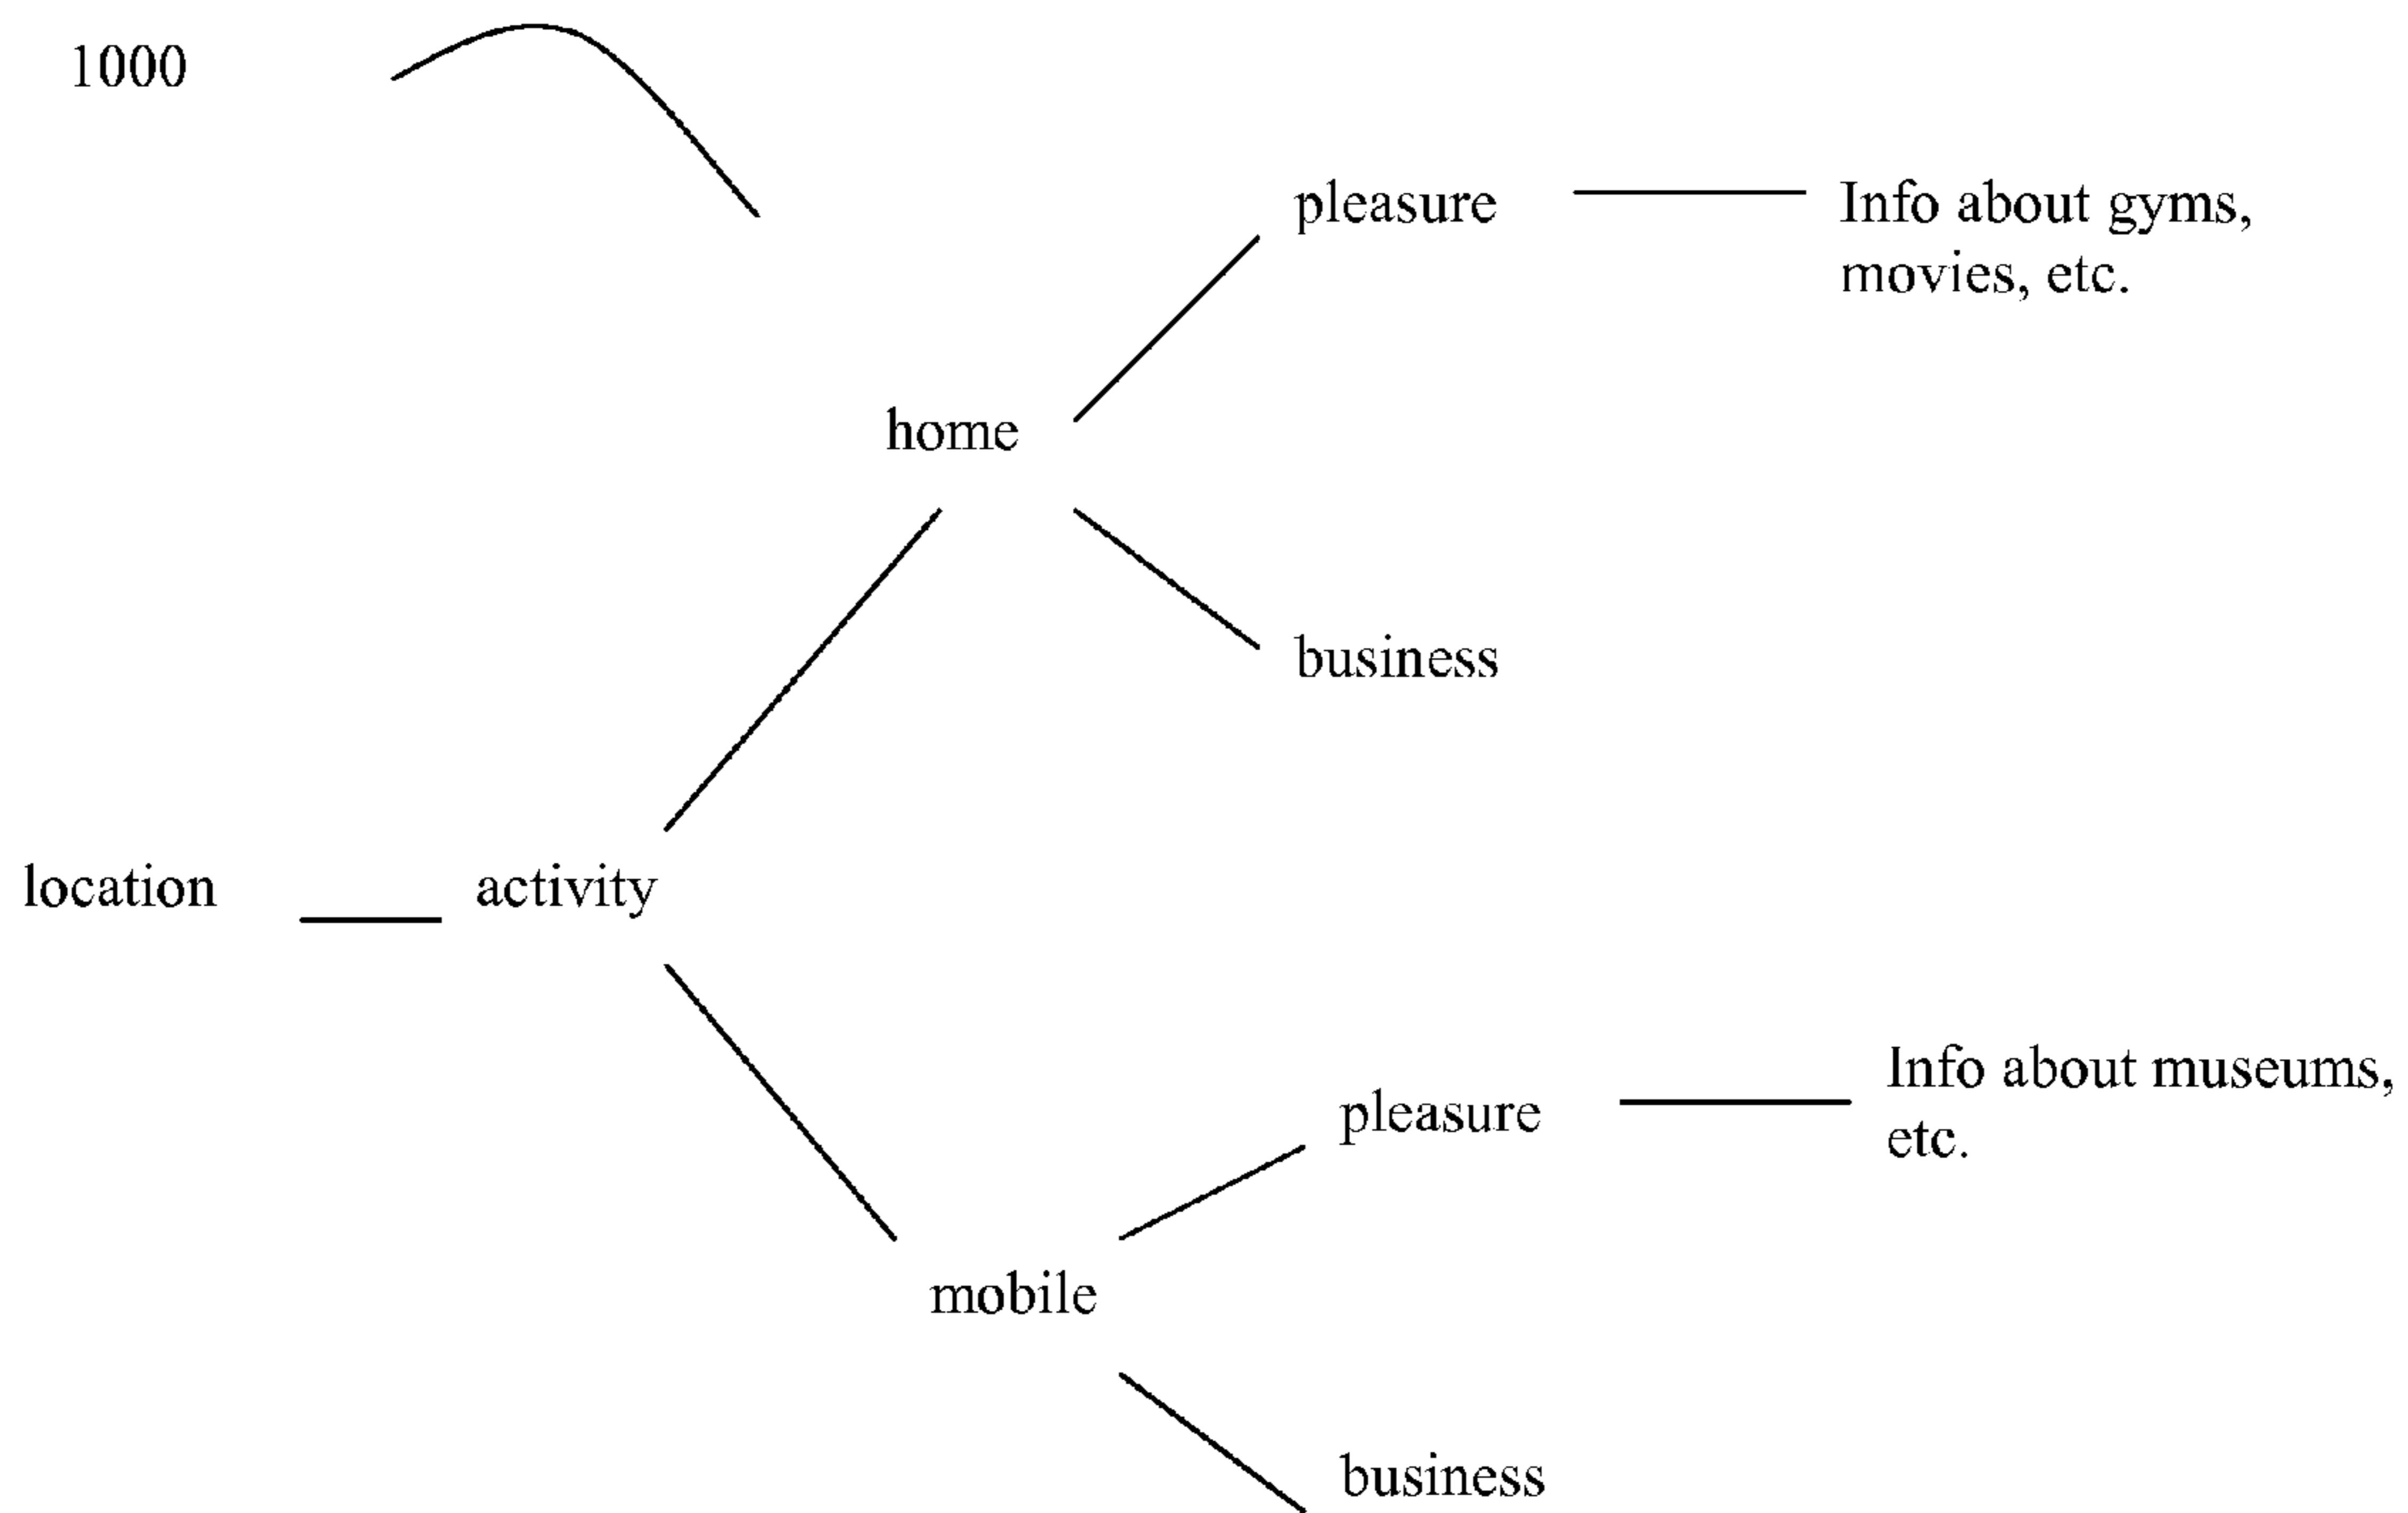 1000
pleasure
Info about gyms,
movies, etc.
home
business
location
activity
Info about museums,
etc.
pleasure
mobile
business